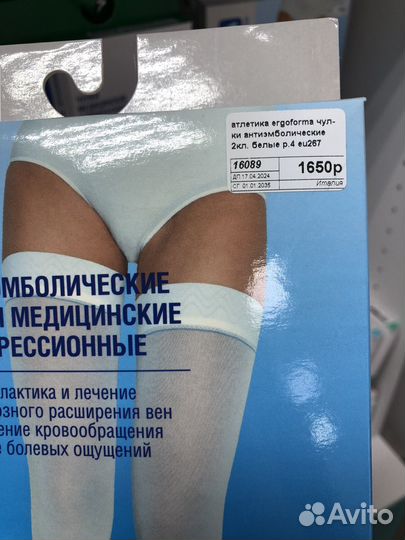 атлетика ergoforma чул-
ки антиэмболические
2кл. белые р.4 eu267
16089
1650р
ДП.17.04.2024
СГ. 01.01.2035
Италия
МБОЛИЧЕСКИЕ
И МЕДИЦИНСКИЕ
РЕССИОННЫЕ
лактика и лечение
озного расширения вен
ение кровообращения
е болевых ощущений
Avito